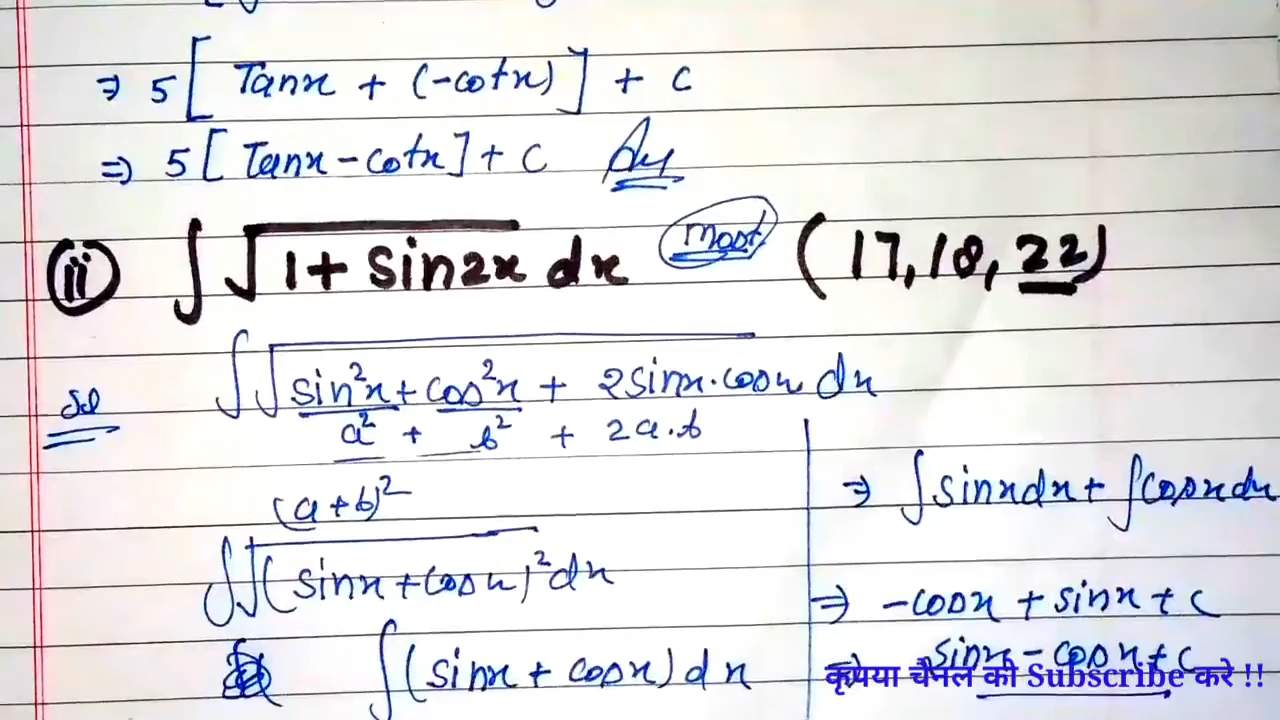 ⇒ 5[ Tanx + (-cotx) ] + c
⇒ 5[ Tanx - cotx ] + c Ans
(ii) ∫√(1 + sin2x) dx most (17, 18, 22)
Sol ∫√(sin²x + cos²x + 2sinx.cosx) dx
a² + b² + 2a.b
(a+b)²
∫√(sinx + cosx)² dx
∫(sinx + cosx) dx
⇒ ∫sinxdx + ∫cosxdx
⇒ -cosx + sinx + c
⇒ sinx - cosx + c
कृपया चैनल को Subscribe करे !!